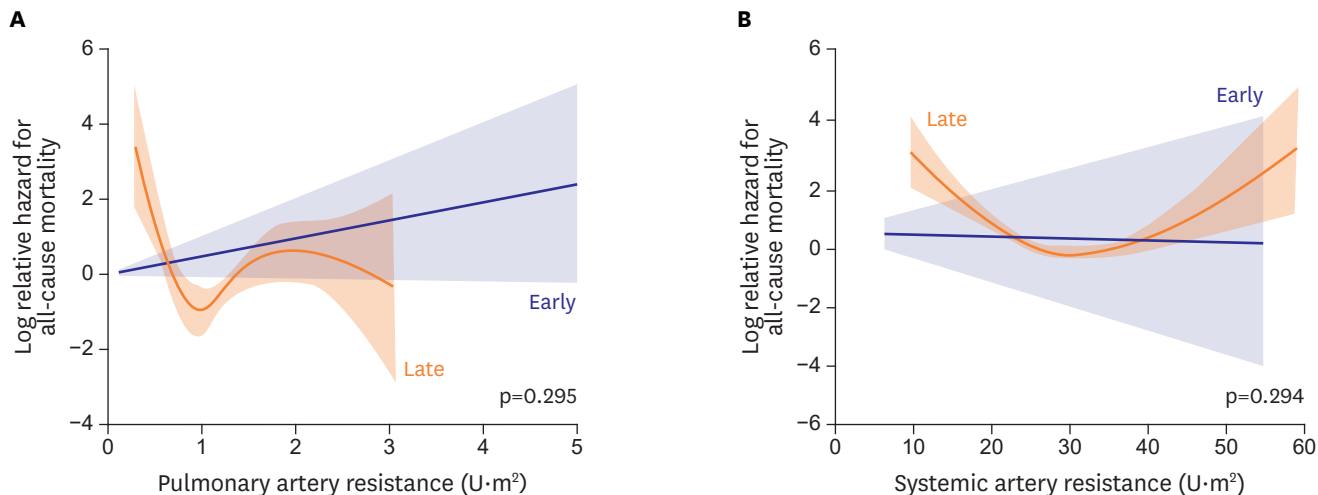 A
6
4
2
0
−2
−4
Log relative hazard for
all-cause mortality
Early
Late
p=0.295
0 1 2 3 4 5
Pulmonary artery resistance (U·m²)
B
6
4
2
0
−2
−4
−6
Log relative hazard for
all-cause mortality
Late
Early
p=0.294
0 10 20 30 40 50 60
Systemic artery resistance (U·m²)